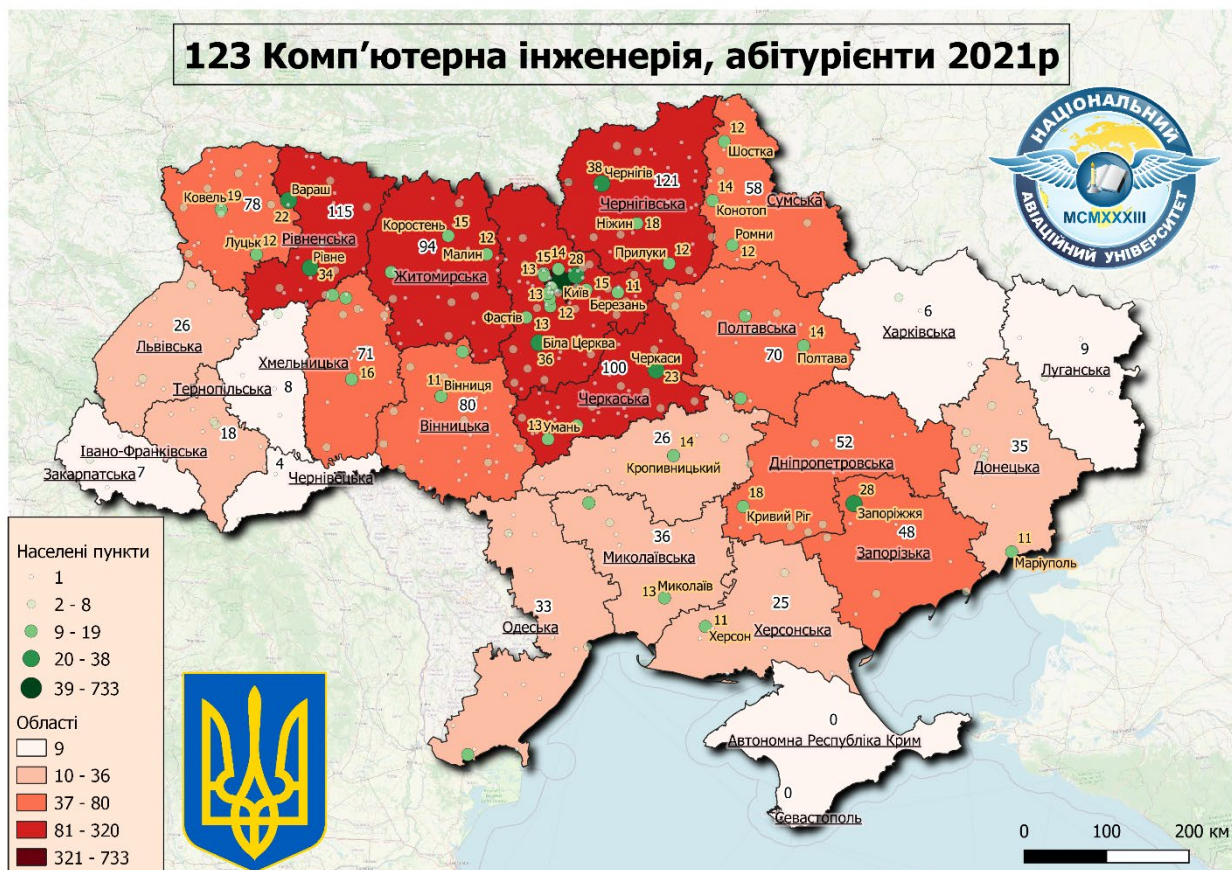 123 Комп’ютерна інженерія, абітурієнти 2021р
НАЦІОНАЛЬНИЙ
АВІАЦІЙНИЙ УНІВЕРСИТЕТ
MCMXXXIII
12
Шостка
38 Чернігів
121
Чернігівська
14
58
Сумська
Конотоп
Ковель 19
78
Вараш
22
115
Рівненська
Луцьк 12
Рівне
34
Коростень 15
94
12
Малин
Житомирська
Ніжин 18
Прилуки 12
Ромни
12
15
14
28
13
Київ
15
11
Березань
13
12
Фастів
13
Біла Церква
36
26
Львівська
Тернопільська
8
Хмельницька
71
16
11 Вінниця
80
Вінницька
100
Черкаси
23
Черкаська
13 Умань
Полтавська
70
14
Полтава
6
Харківська
9
Луганська
18
Івано-Франківська
Закарпатська 7
4
Чернівецька
26
14
Кропивницький
52
Дніпропетровська
18
Кривий Ріг
28
Запоріжжя
48
Запорізька
35
Донецька
11
Маріуполь
36
Миколаївська
13 Миколаїв
33
Одеська
11
Херсон
25
Херсонська
0
Автономна Республіка Крим
0
Севастополь
Населені пункти
1
2 - 8
9 - 19
20 - 38
39 - 733
Області
9
10 - 36
37 - 80
81 - 320
321 - 733
0 100 200 км